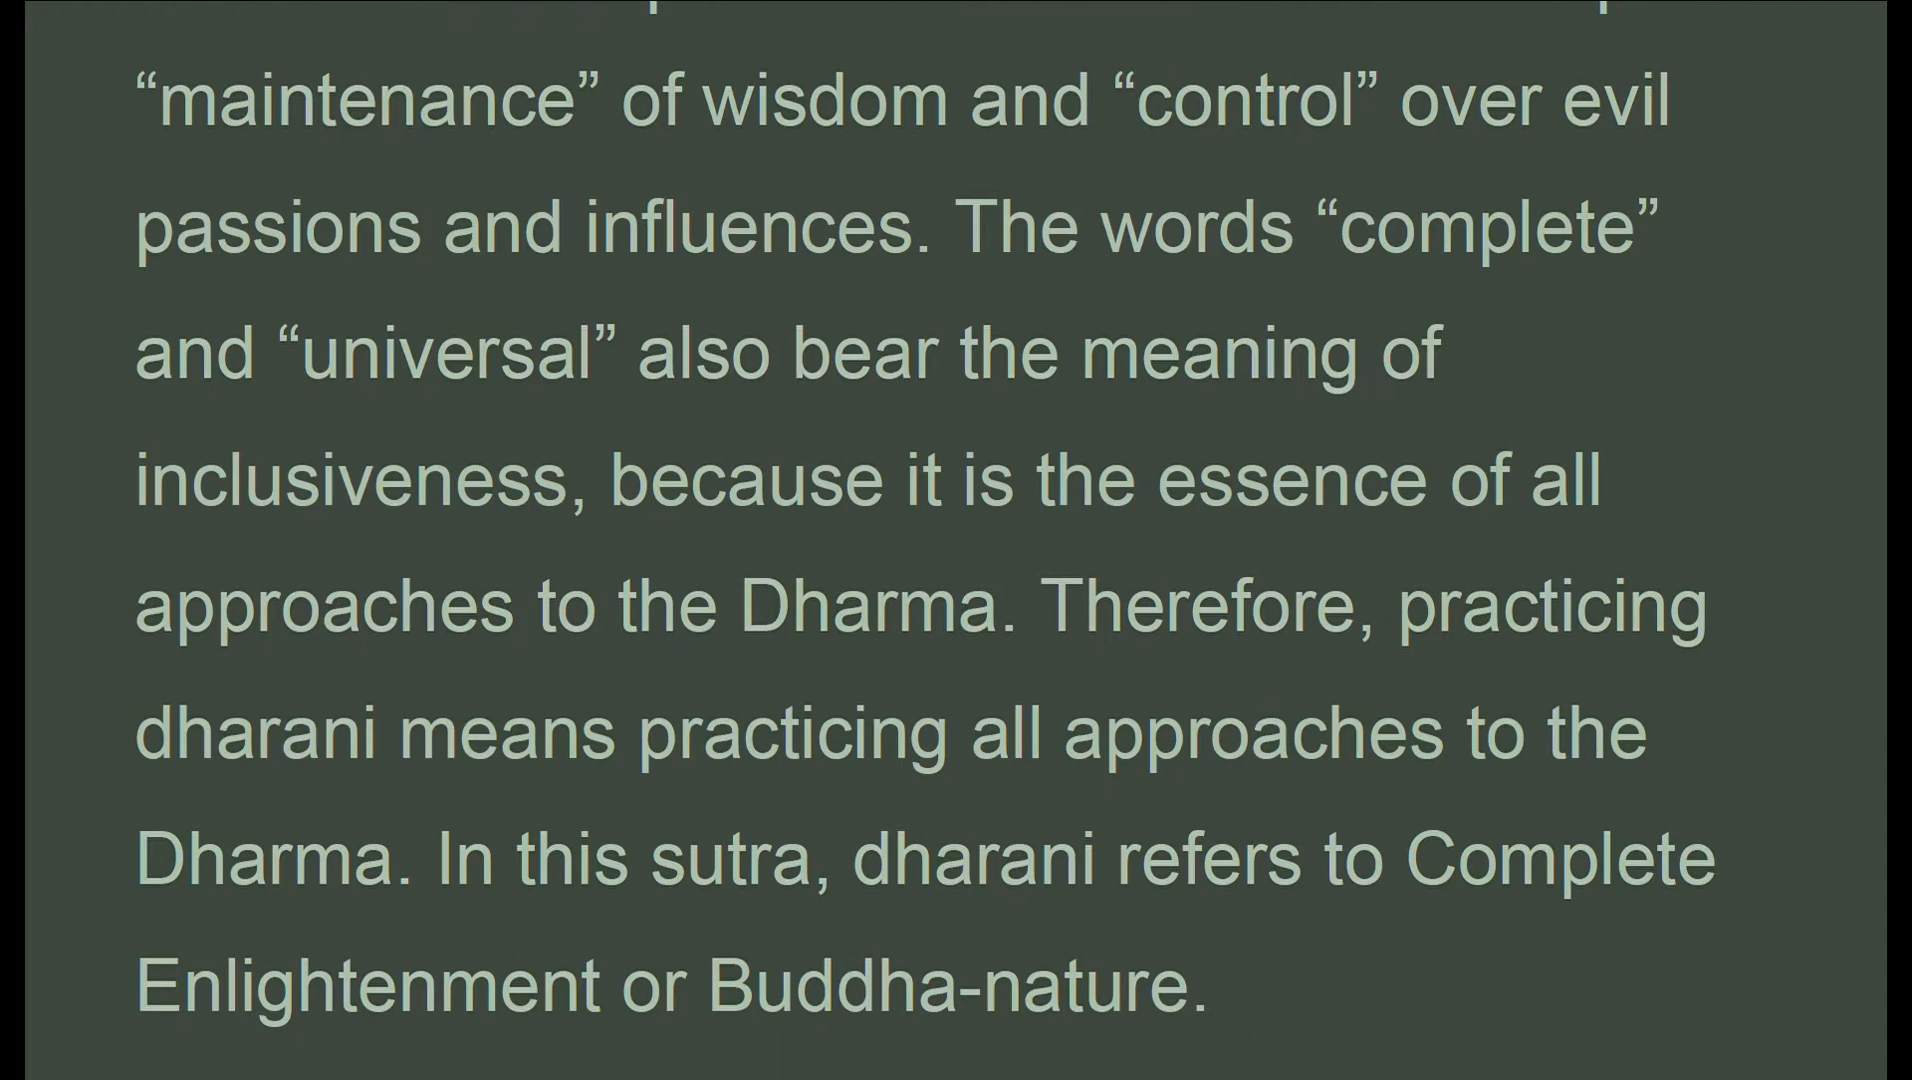 “maintenance” of wisdom and “control” over evil
passions and influences. The words “complete”
and “universal” also bear the meaning of
inclusiveness, because it is the essence of all
approaches to the Dharma. Therefore, practicing
dharani means practicing all approaches to the
Dharma. In this sutra, dharani refers to Complete
Enlightenment or Buddha-nature.